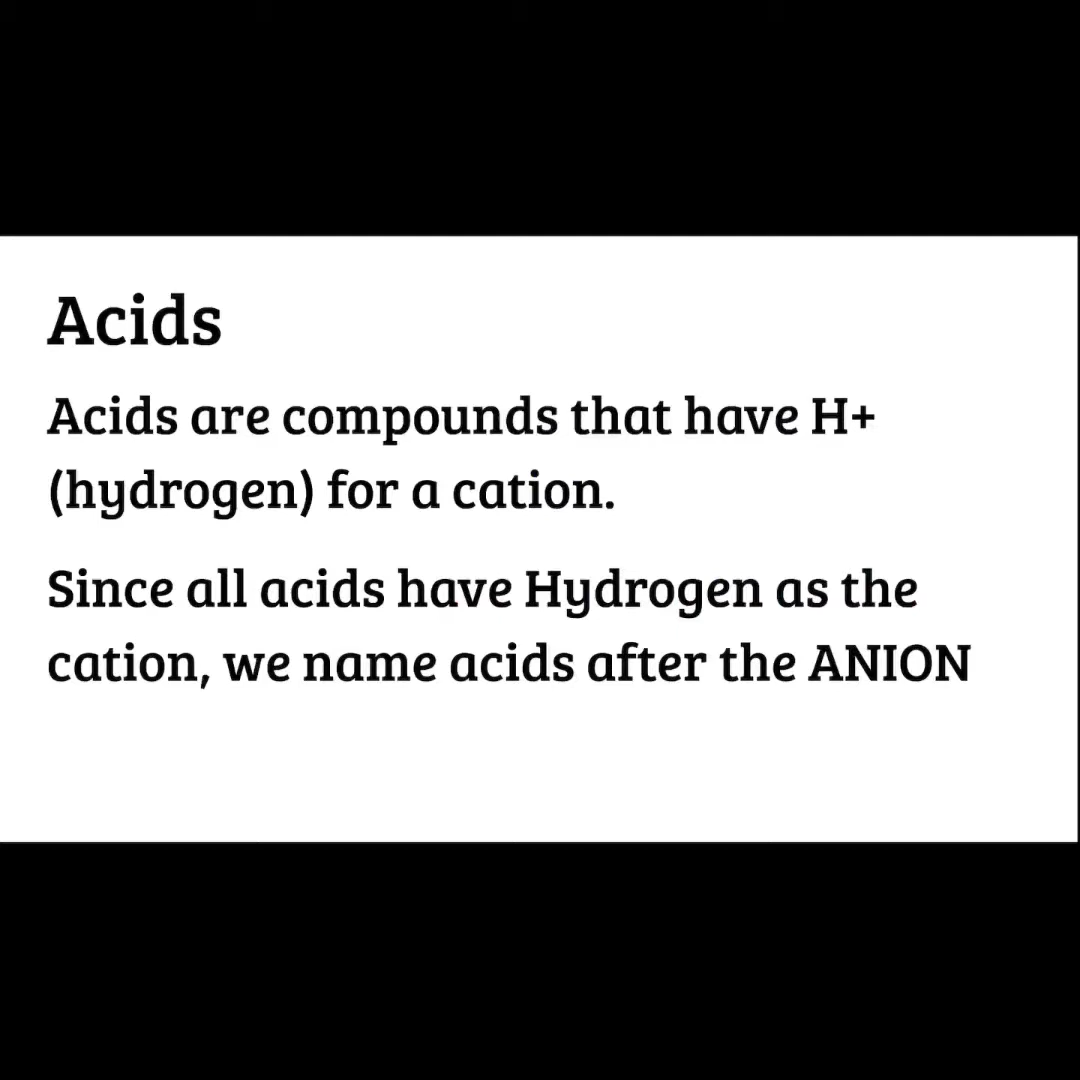 Acids
Acids are compounds that have H+
(hydrogen) for a cation.
Since all acids have Hydrogen as the
cation, we name acids after the ANION